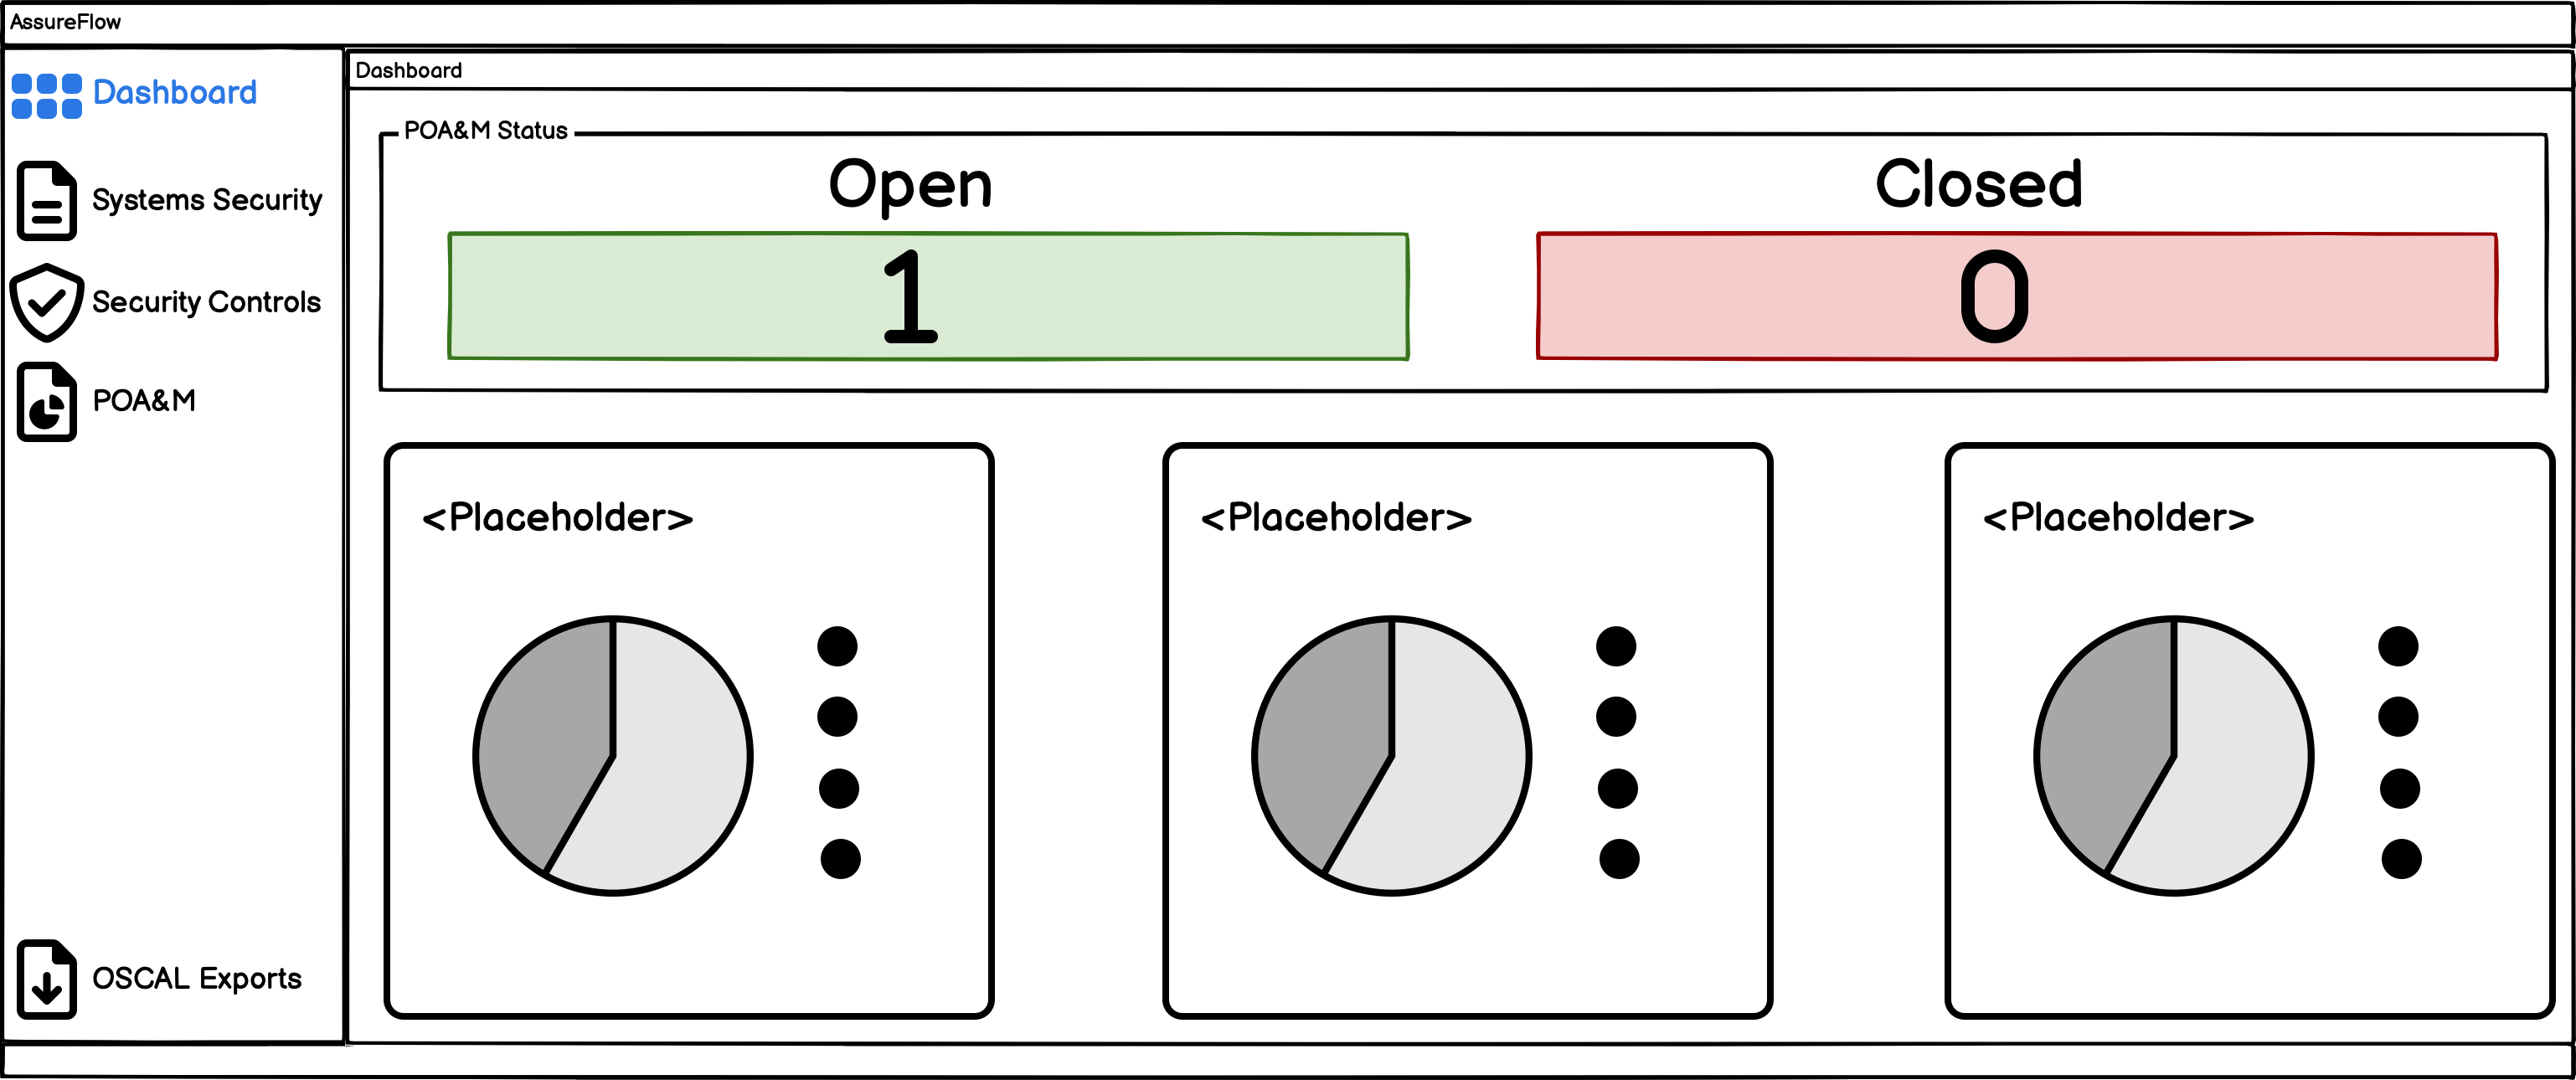 AssureFlow
Dashboard
Systems Security
Security Controls
POA&M
OSCAL Exports
Dashboard
POA&M Status
Open
Closed
1
0
<Placeholder>
<Placeholder>
<Placeholder>